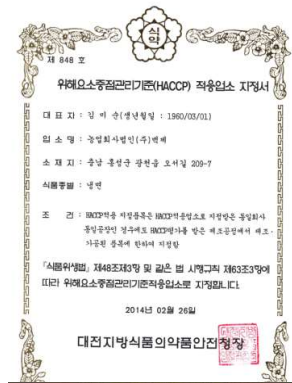 식약
제 848 호
위해요소중점관리기준(HACCP) 적용업소 지정서
대 표 자 : 김 미 순(생년월일 : 1960/03/01)
업 소 명 : 농업회사법인(주)백제
소 재 지 : 충남 홍성군 광천읍 오서길 209-7
식품종별 : 냉면
조 건 : HACCP적용 지정품목은 HACCP적용업소로 지정받은 동일회사
동일공장인 경우에도 HACCP평가를 받은 제조공정에서 제조·
가공된 품목에 한하여 지정함
「식품위생법」 제48조제3항 및 같은 법 시행규칙 제63조3항에
따라 위해요소중점관리기준적용업소로 지정합니다.
2014년 02월 26일
대전지방식품의약품안전청장